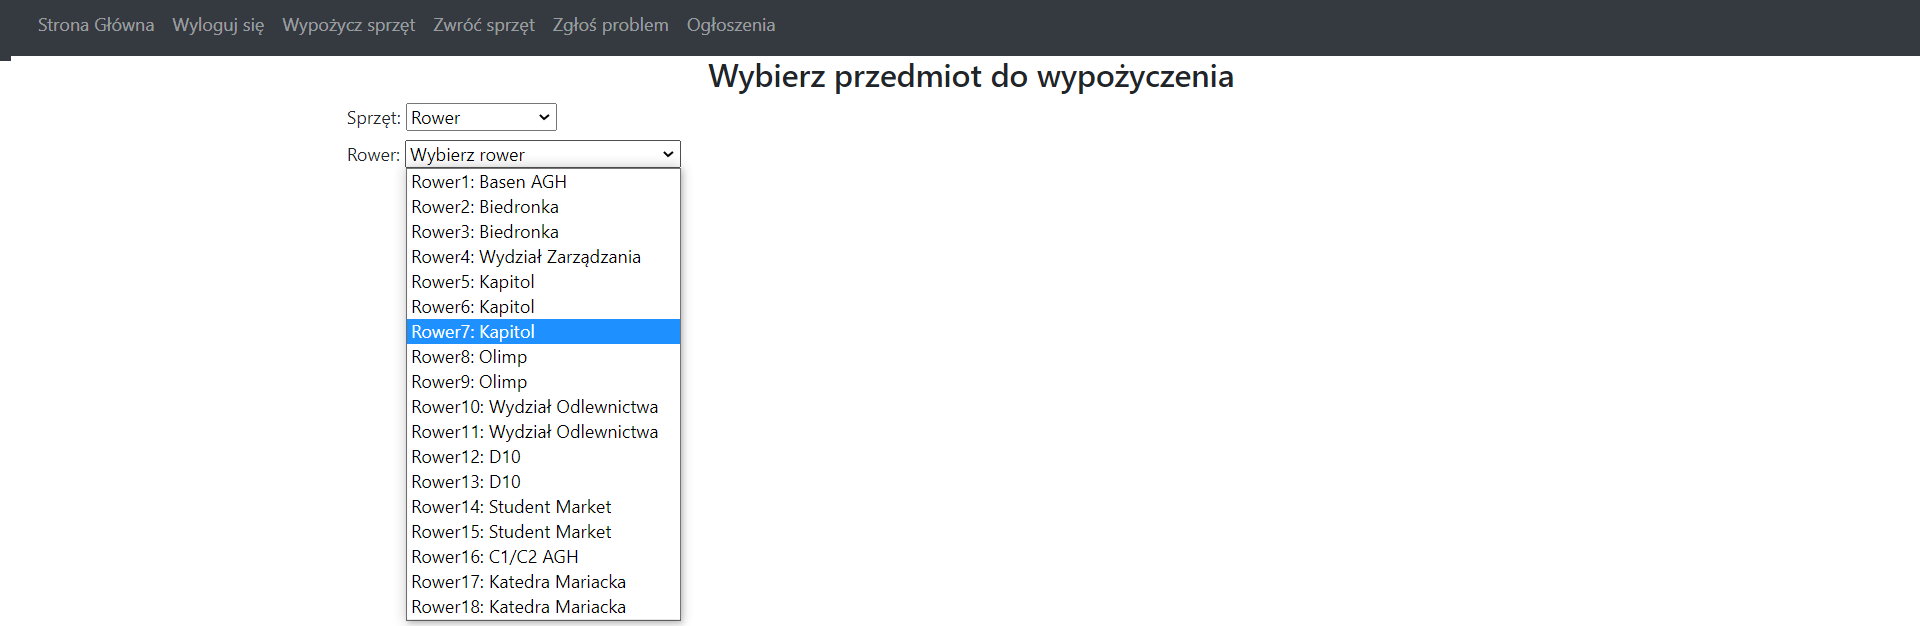 Strona Główna Wyloguj się Wypożycz sprzęt Zwróć sprzęt Zgłoś problem Ogłoszenia
Wybierz przedmiot do wypożyczenia
Sprzęt: Rower
Rower: Wybierz rower
Rower1: Basen AGH
Rower2: Biedronka
Rower3: Biedronka
Rower4: Wydział Zarządzania
Rower5: Kapitol
Rower6: Kapitol
Rower7: Kapitol
Rower8: Olimp
Rower9: Olimp
Rower10: Wydział Odlewnictwa
Rower11: Wydział Odlewnictwa
Rower12: D10
Rower13: D10
Rower14: Student Market
Rower15: Student Market
Rower16: C1/C2 AGH
Rower17: Katedra Mariacka
Rower18: Katedra Mariacka